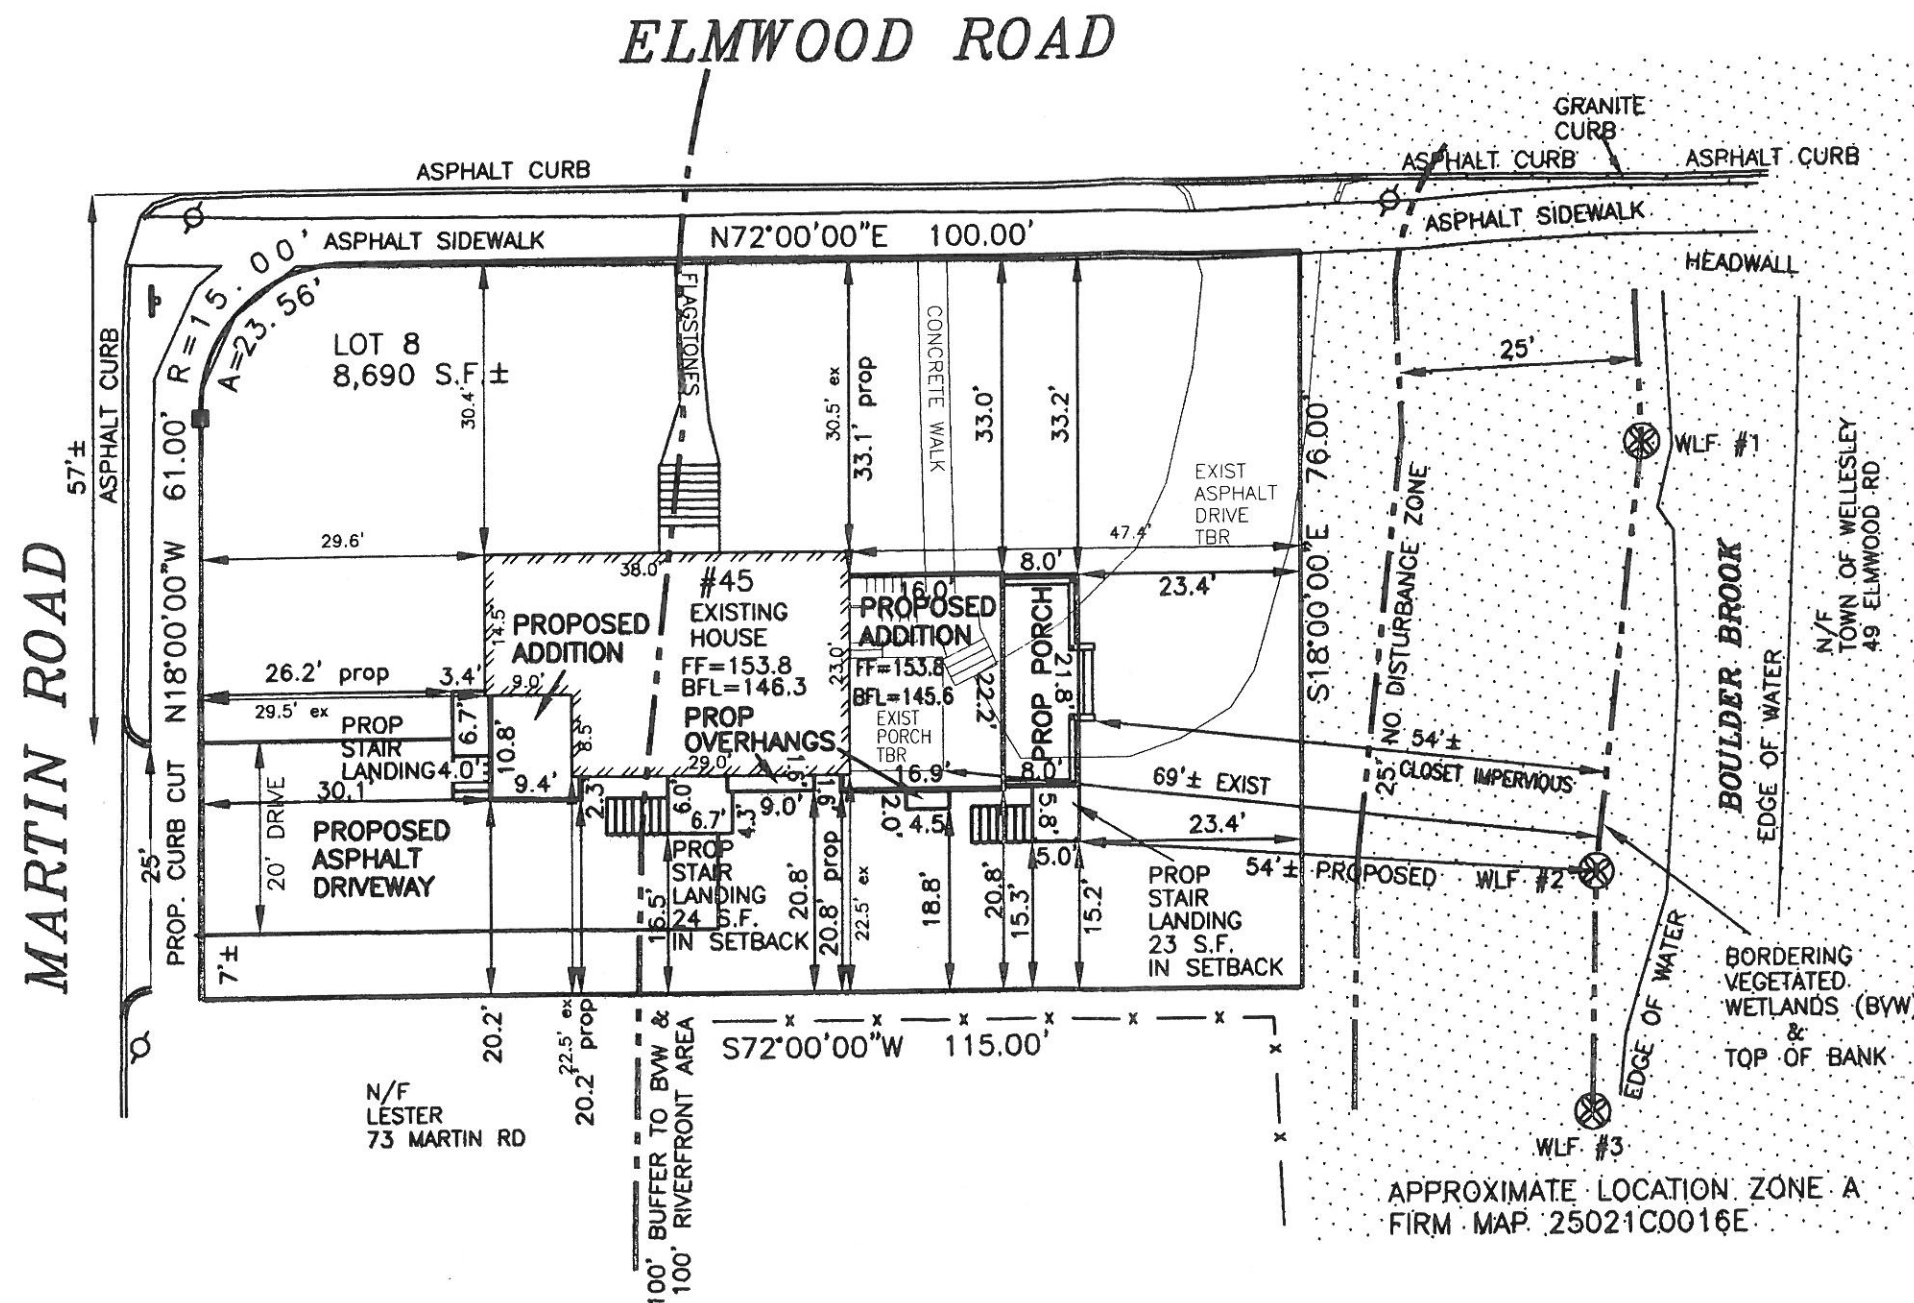 ELMWOOD ROAD
GRANITE
CURB
ASPHALT CURB
ASPHALT CURB
ASPHALT CURB
ASPHALT SIDEWALK
N72°00'00"E 100.00'
ASPHALT SIDEWALK
HEADWALL
R=15.00'
A=23.56'
LOT 8
8,690 S.F.±
FLAGSTONES
CONCRETE WALK
30.4'
30.5' ex
33.1' prop
33.0'
33.2'
25'
57'±
ASPHALT CURB
N18°00'00"W 61.00'
S18°00'00"E 76.00'
WLF #1
N/F
TOWN OF WELLESLEY
49 ELMWOOD RD
EXIST
ASPHALT
DRIVE
TBR
29.6'
47.4'
38.0'
8.0'
23.4'
MARTIN ROAD
#45
EXISTING
HOUSE
FF=153.8
BFL=146.3
14.5
PROPOSED
ADDITION
16.0'
PROPOSED
ADDITION
FF=153.8
BFL=145.6
23.0'
22.2'
PROP PORCH
21.8'
25' NO DISTURBANCE ZONE
BOULDER BROOK
EDGE OF WATER
26.2' prop
3.4'
9.0'
29.5' ex
PROP
STAIR
LANDING
6.7'
10.8'
4.0'
8.5'
PROP
OVERHANGS
EXIST
PORCH
TBR
29.0'
1.6'
16.9'
8.0'
54'±
CLOSET IMPERVIOUS
69'± EXIST
30.1'
9.4'
2.3'
6.0'
9.0'
1.6'
2.0'
5.8'
6.7'
4.3'
4.5
5.0'
23.4'
54'± PROPOSED
WLF #2
25'
PROP. CURB CUT
20' DRIVE
PROPOSED
ASPHALT
DRIVEWAY
16.5'
PROP
STAIR
LANDING
24 S.F.
IN SETBACK
20.8'
20.8' prop
22.5' ex
18.8'
20.8'
15.3'
15.2'
PROP
STAIR
LANDING
23 S.F.
IN SETBACK
7'±
EDGE OF WATER
BORDERING
VEGETATED
WETLANDS (BVW)
&
TOP OF BANK
20.2'
22.5' ex
20.2' prop
S72°00'00"W 115.00'
x x x x x x
x
x
N/F
LESTER
73 MARTIN RD
100' BUFFER TO BVW &
100' RIVERFRONT AREA
WLF #3
APPROXIMATE LOCATION ZONE A
FIRM MAP 25021C0016E